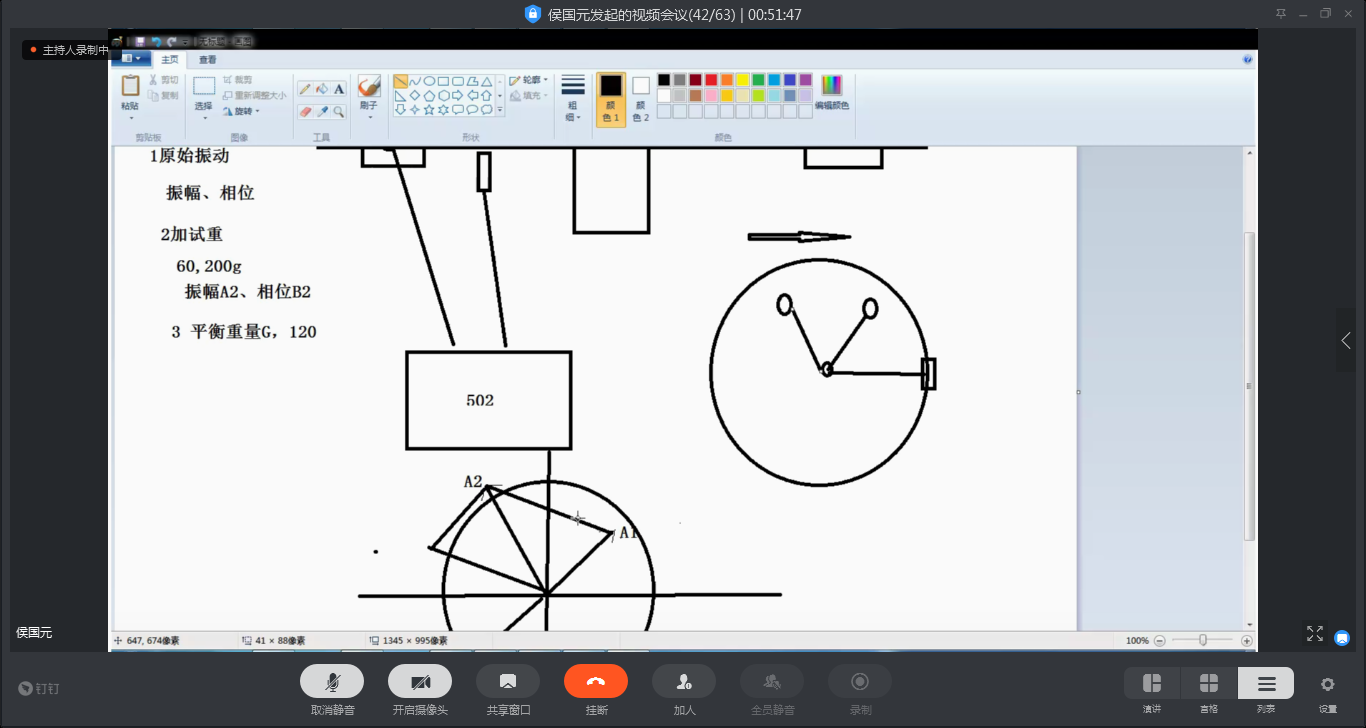 侯国元发起的视频会议(42/63) | 00:51:47
主持人录制中
主页
查看
粘贴
剪切
复制
剪贴板
选择
裁剪
重新调整大小
旋转
图像
A
工具
刷子
轮廓
填充
形状
粗
细
颜
色 1
颜
色 2
编辑颜色
颜色
1原始振动
振幅、相位
2加试重
60,200g
振幅A2、相位B2
3 平衡重量G，120
502
A2
A1
侯国元
647, 674像素
41 × 88像素
1345 × 995像素
100%
钉钉
取消静音
开启摄像头
共享窗口
挂断
加人
全员静音
录制
演讲
宫格
列表
设置